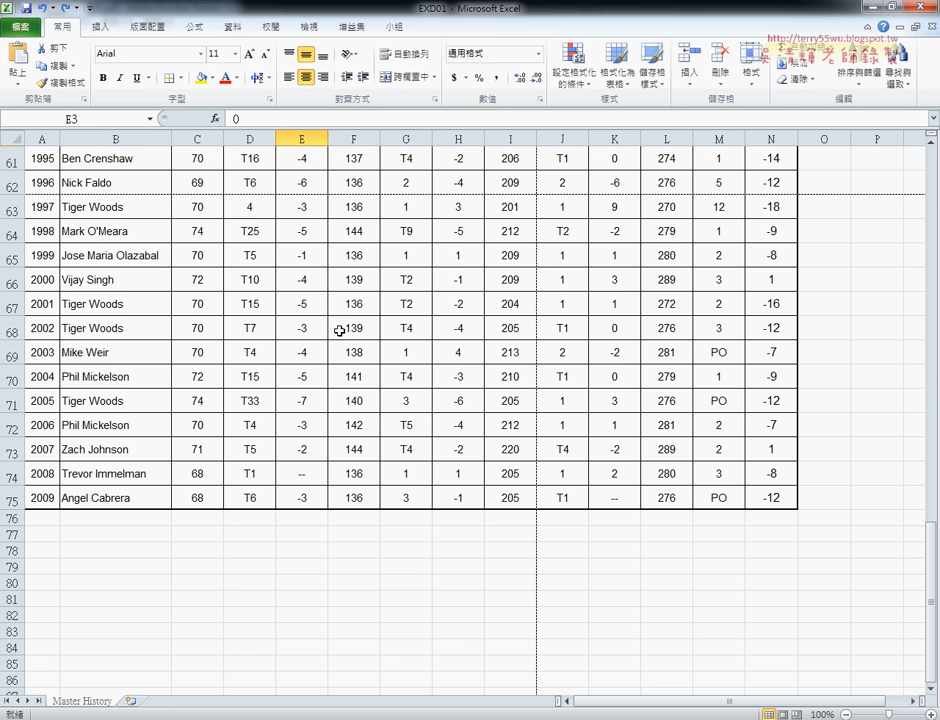 EXD01 - Microsoft Excel
檔案 常用 插入 版面配置 公式 資料 校閱 檢視 增益集 小組
http://terry55wu.blogspot.tw
吳清輝老師錄製
貼上 剪下 複製 複製格式 剪貼簿
Arial 11 B I U A 字型
自動換列 跨欄置中 對齊方式
通用格式 $ % , 數值
設定格式化的條件 格式化為表格 儲存格樣式 樣式
插入 刪除 格式 儲存格
清除 排序與篩選 尋找與選取 編輯
E3 fx 0
A B C D E F G H I J K L M N O P
61 1995 Ben Crenshaw 70 T16 -4 137 T4 -2 206 T1 0 274 1 -14
62 1996 Nick Faldo 69 T6 -6 136 2 -4 209 2 -6 276 5 -12
63 1997 Tiger Woods 70 4 -3 136 1 3 201 1 9 270 12 -18
64 1998 Mark O'Meara 74 T25 -5 144 T9 -5 212 T2 -2 279 1 -9
65 1999 Jose Maria Olazabal 70 T5 -1 136 1 1 209 1 1 280 2 -8
66 2000 Vijay Singh 72 T10 -4 139 T2 -1 209 1 3 289 3 1
67 2001 Tiger Woods 70 T15 -5 136 T2 -2 204 1 1 272 2 -16
68 2002 Tiger Woods 70 T7 -3 139 T4 -4 205 T1 0 276 3 -12
69 2003 Mike Weir 70 T4 -4 138 1 4 213 2 -2 281 PO -7
70 2004 Phil Mickelson 72 T15 -5 141 T4 -3 210 T1 0 279 1 -9
71 2005 Tiger Woods 74 T33 -7 140 3 -6 205 1 3 276 PO -12
72 2006 Phil Mickelson 70 T4 -3 142 T5 -4 212 1 1 281 2 -7
73 2007 Zach Johnson 71 T5 -2 144 T4 -2 220 T4 -2 289 2 1
74 2008 Trevor Immelman 68 T1 -- 136 1 1 205 1 2 280 3 -8
75 2009 Angel Cabrera 68 T6 -3 136 3 -1 205 T1 -- 276 PO -12
76
77
78
79
80
81
82
83
84
85
86
Master History
就緒 100%